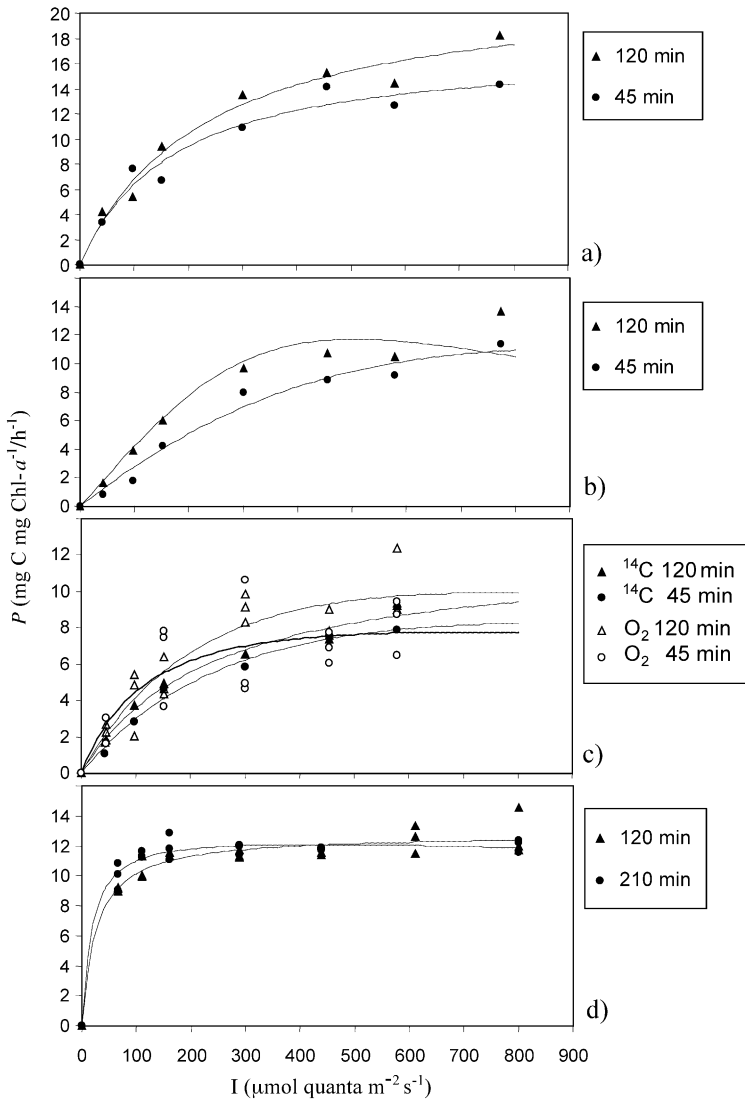 20
18
16
14
12
10
8
6
4
2
0
▲ 120 min
● 45 min
a)
14
12
10
8
6
4
2
0
▲ 120 min
● 45 min
b)
P (mg C mg Chl-a⁻¹/h⁻¹)
12
10
8
6
4
2
0
▲ ¹⁴C 120 min
● ¹⁴C 45 min
△ O₂ 120 min
○ O₂ 45 min
c)
14
12
10
8
6
4
2
0
▲ 120 min
● 210 min
d)
0 100 200 300 400 500 600 700 800 900
I (μmol quanta m⁻² s⁻¹)